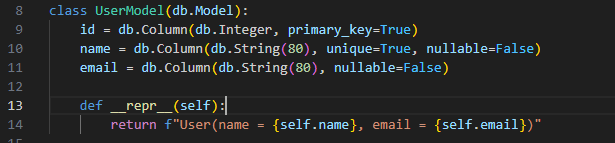 8 class UserModel(db.Model):
9     id = db.Column(db.Integer, primary_key=True)
10     name = db.Column(db.String(80), unique=True, nullable=False)
11     email = db.Column(db.String(80), nullable=False)
12
13     def __repr__(self):
14         return f"User(name = {self.name}, email = {self.email})"
15